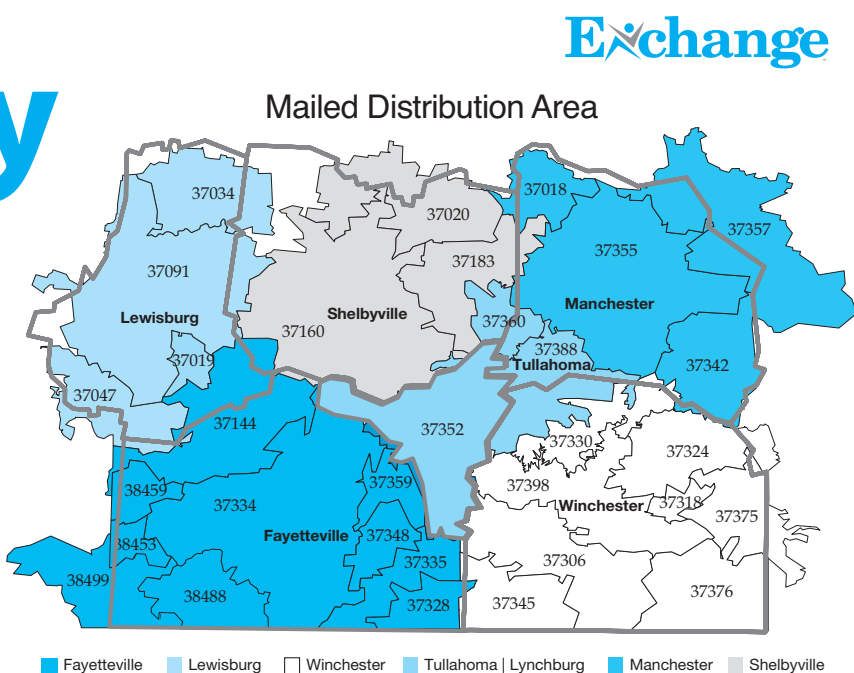 Exchange
y
Mailed Distribution Area
37034
37018
37020
37357
37355
37183
37091
Manchester
Shelbyville
Lewisburg
37360
37160
37388
37019
Tullahoma
37342
37047
37144
37352
37330
37324
37359
37398
38459
37318
37334
Winchester
37375
Fayetteville
37348
38453
37306
37335
38499
37376
38488
37328
37345
Fayetteville
Lewisburg
Winchester
Tullahoma | Lynchburg
Manchester
Shelbyville